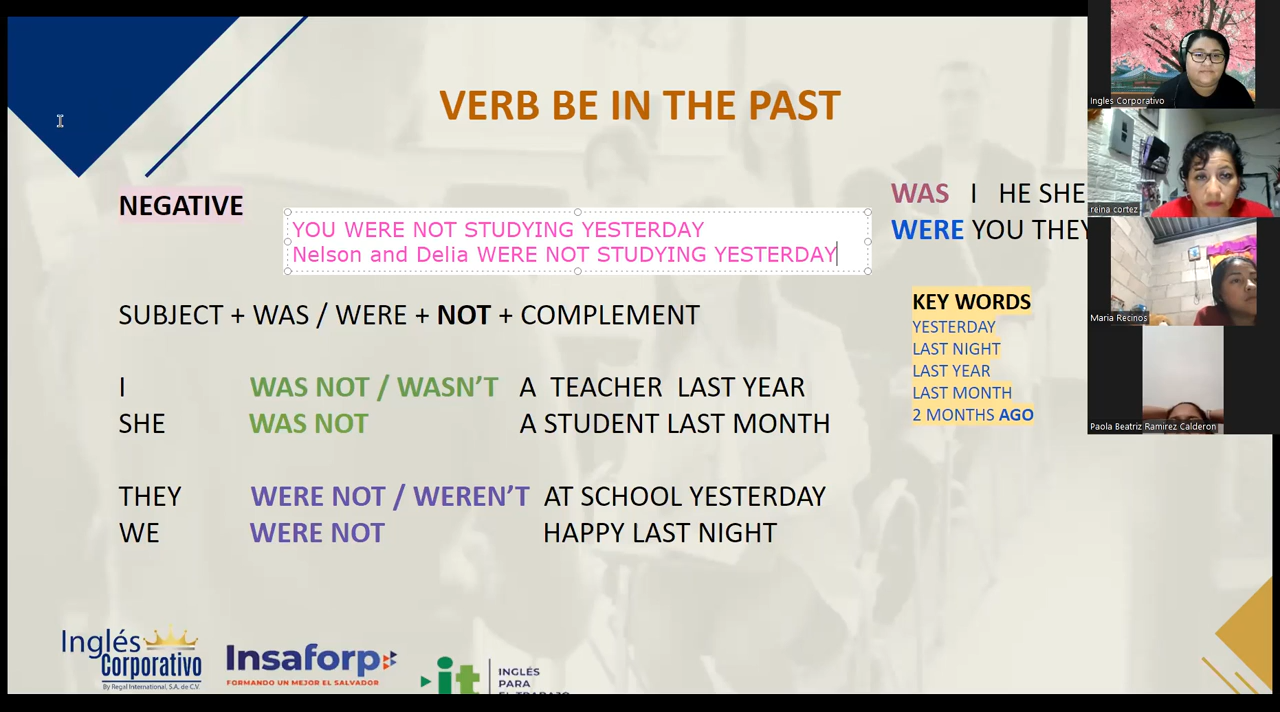 VERB BE IN THE PAST
NEGATIVE
YOU WERE NOT STUDYING YESTERDAY
Nelson and Delia WERE NOT STUDYING YESTERDAY
WAS I HE SHE
WERE YOU THEY
SUBJECT + WAS / WERE + NOT + COMPLEMENT
I WAS NOT / WASN’T A TEACHER LAST YEAR
SHE WAS NOT A STUDENT LAST MONTH
THEY WERE NOT / WEREN’T AT SCHOOL YESTERDAY
WE WERE NOT HAPPY LAST NIGHT
KEY WORDS
YESTERDAY
LAST NIGHT
LAST YEAR
LAST MONTH
2 MONTHS AGO
Ingles Corporativo
reina cortez
Maria Recinos
Paola Beatriz Ramirez Calderon
Inglés
Corporativo
By Regal International, S.A. de C.V.
Insaforp
FORMANDO UN MEJOR EL SALVADOR
it
INGLÉS
PARA
EL TRABAJO